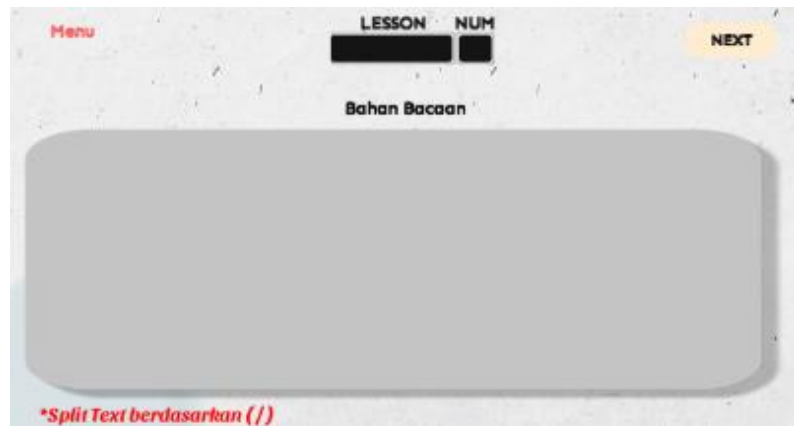 Menu
LESSON NUM
NEXT
Bahan Bacaan
*Split Text berdasarkan (/)